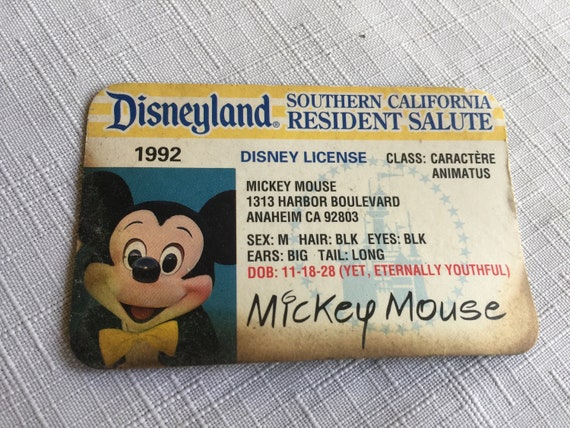 Disneyland® SOUTHERN CALIFORNIA
RESIDENT SALUTE
1992 DISNEY LICENSE CLASS: CARACTÈRE
ANIMATUS
MICKEY MOUSE
1313 HARBOR BOULEVARD
ANAHEIM CA 92803
SEX: M HAIR: BLK EYES: BLK
EARS: BIG TAIL: LONG
DOB: 11-18-28 (YET, ETERNALLY YOUTHFUL)
Mickey Mouse